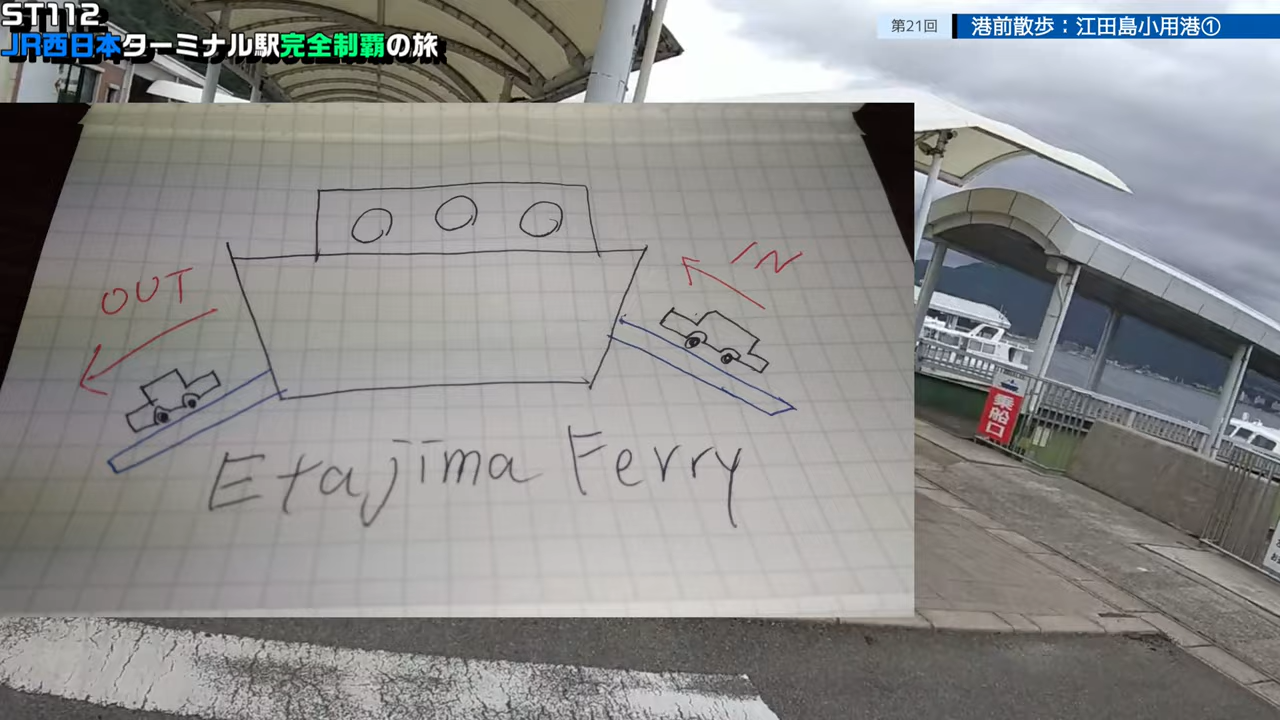 ST112
JR西日本ターミナル駅完全制覇の旅
第21回
港前散歩：江田島小用港①
OUT
IN
Etajima Ferry
乗船口